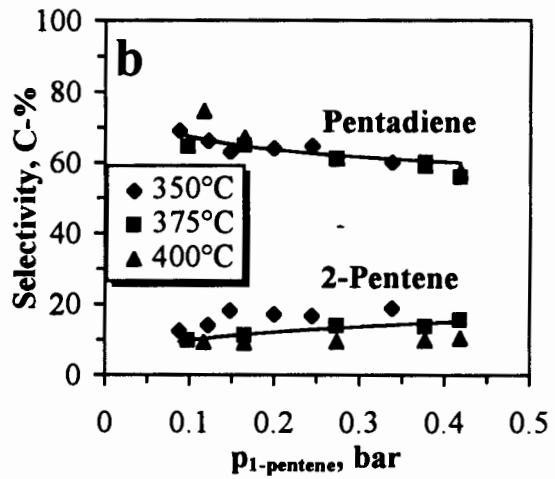 100
b
80
Pentadiene
60
350°C
375°C
400°C
40
2-Pentene
20
0
0 0.1 0.2 0.3 0.4 0.5
Selectivity, C-%
p1-pentene, bar